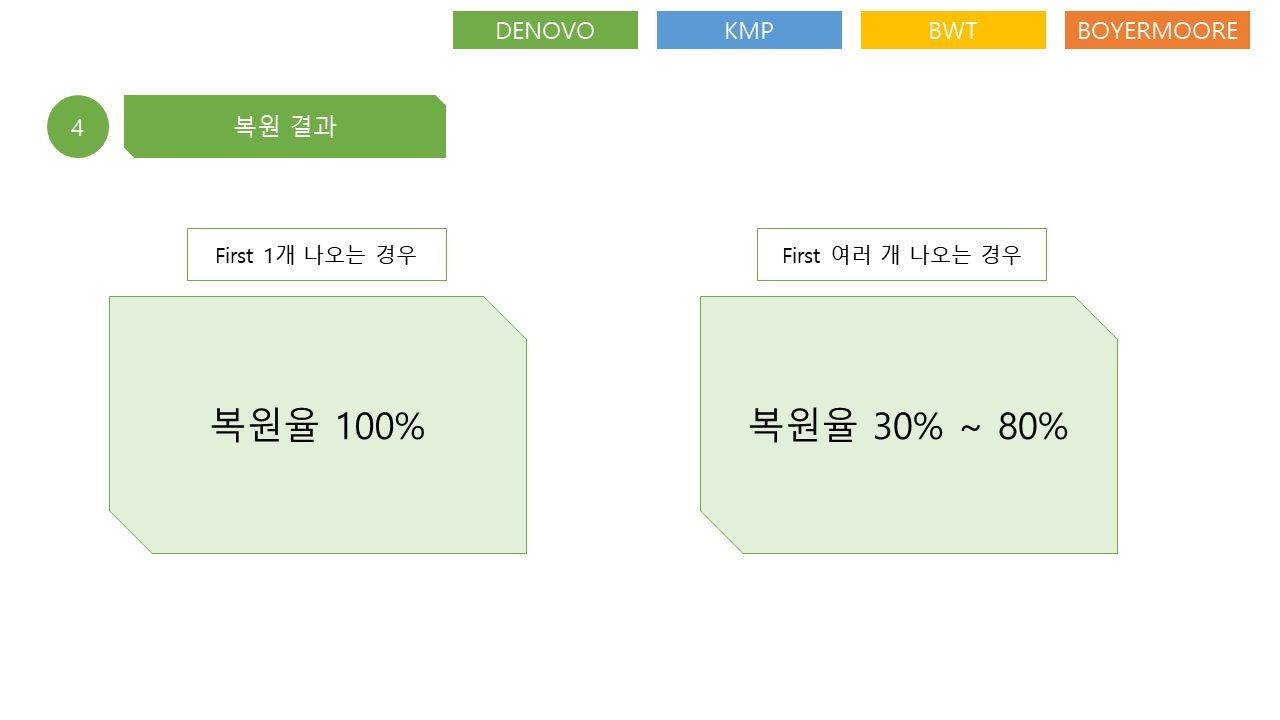 DENOVO
KMP
BWT
BOYERMOORE
4
복원 결과
First 1개 나오는 경우
First 여러 개 나오는 경우
복원율 100%
복원율 30% ~ 80%